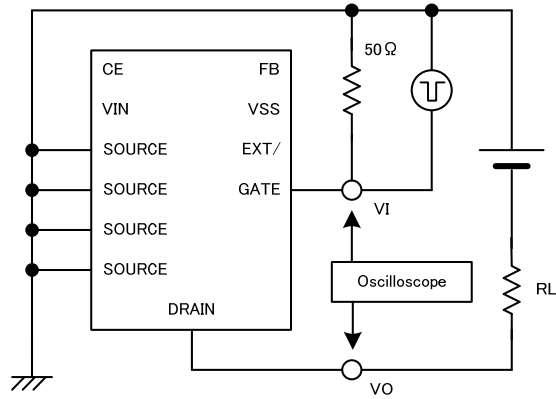 50Ω
CE FB
VIN VSS
SOURCE EXT/
SOURCE GATE
SOURCE
SOURCE
DRAIN
VI
Oscilloscope
RL
VO